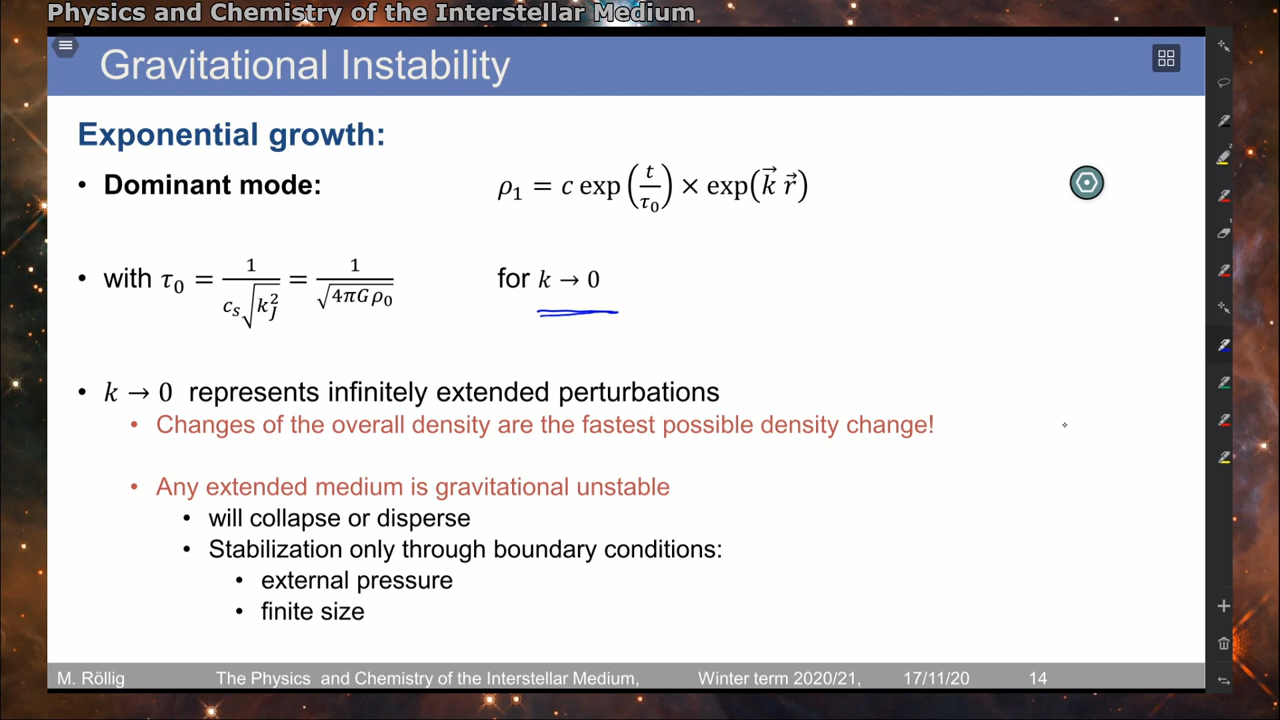 Physics and Chemistry of the Interstellar Medium
Gravitational Instability
Exponential growth:
• Dominant mode: ρ₁ = c exp(t/τ₀) × exp(k⃗ r⃗)
• with τ₀ = 1/(cₛ√(k_J²)) = 1/√(4πGρ₀) for k → 0
• k → 0 represents infinitely extended perturbations
• Changes of the overall density are the fastest possible density change!
• Any extended medium is gravitational unstable
• will collapse or disperse
• Stabilization only through boundary conditions:
• external pressure
• finite size
M. Röllig The Physics and Chemistry of the Interstellar Medium, Winter term 2020/21, 17/11/20 14